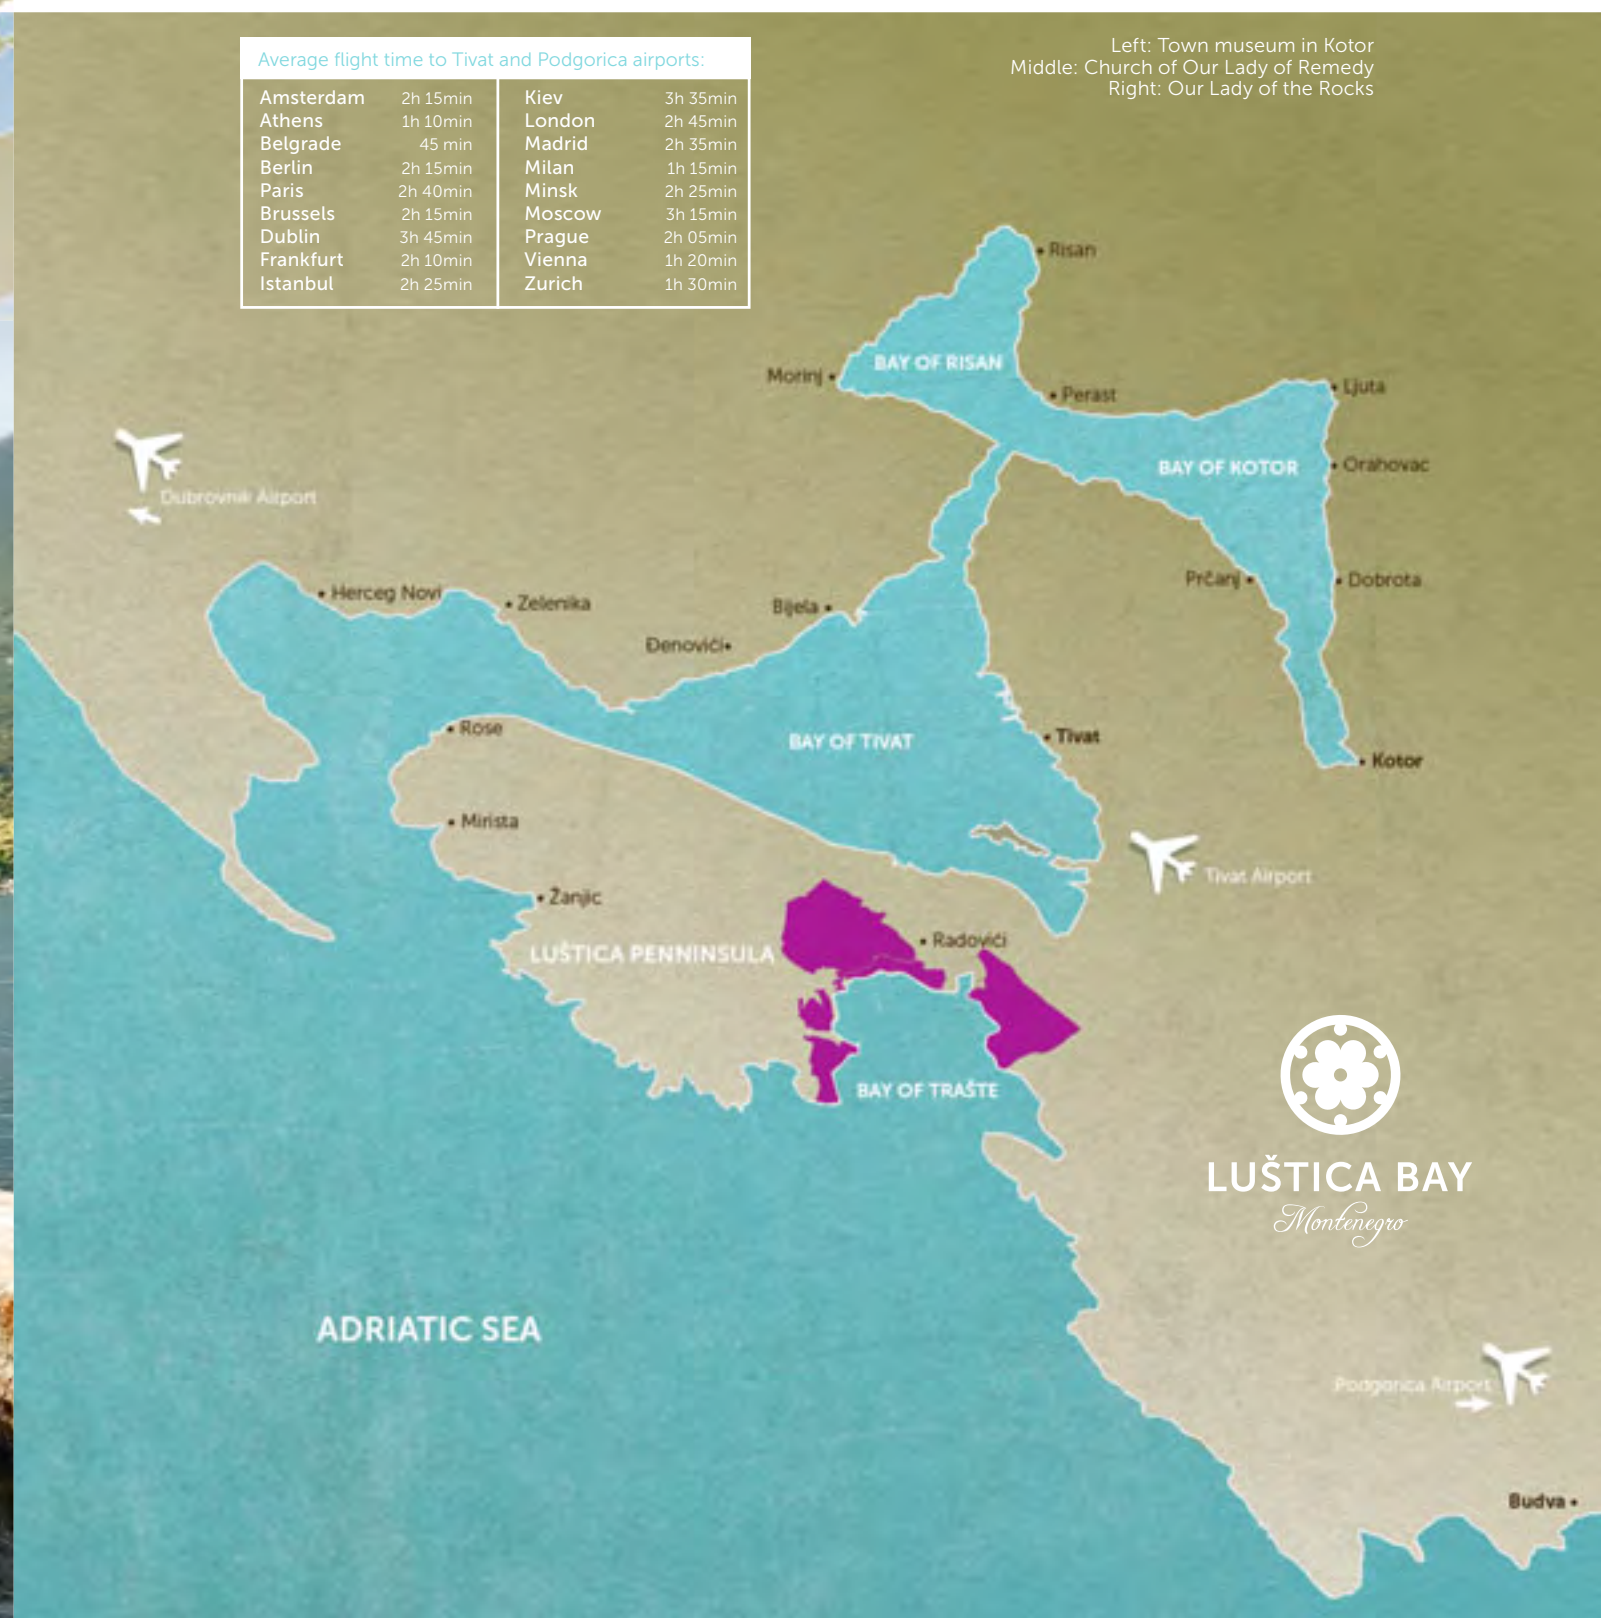 Average flight time to Tivat and Podgorica airports:
Amsterdam 2h 15min
Athens 1h 10min
Belgrade 45 min
Berlin 2h 15min
Paris 2h 40min
Brussels 2h 15min
Dublin 3h 45min
Frankfurt 2h 10min
Istanbul 2h 25min
Kiev 3h 35min
London 2h 45min
Madrid 2h 35min
Milan 1h 15min
Minsk 2h 25min
Moscow 3h 15min
Prague 2h 05min
Vienna 1h 20min
Zurich 1h 30min
Left: Town museum in Kotor
Middle: Church of Our Lady of Remedy
Right: Our Lady of the Rocks
Risan
BAY OF RISAN
Morinj
Perast
Ljuta
BAY OF KOTOR
Orahovac
Dubrovnik Airport
Prčanj
Dobrota
Herceg Novi
Zelenika
Bijela
Đenovići
Rose
BAY OF TIVAT
Tivat
Kotor
Mirista
Tivat Airport
Žanjic
LUŠTICA PENNINSULA
Radovići
BAY OF TRAŠTE
LUŠTICA BAY
Montenegro
ADRIATIC SEA
Podgorica Airport
Budva